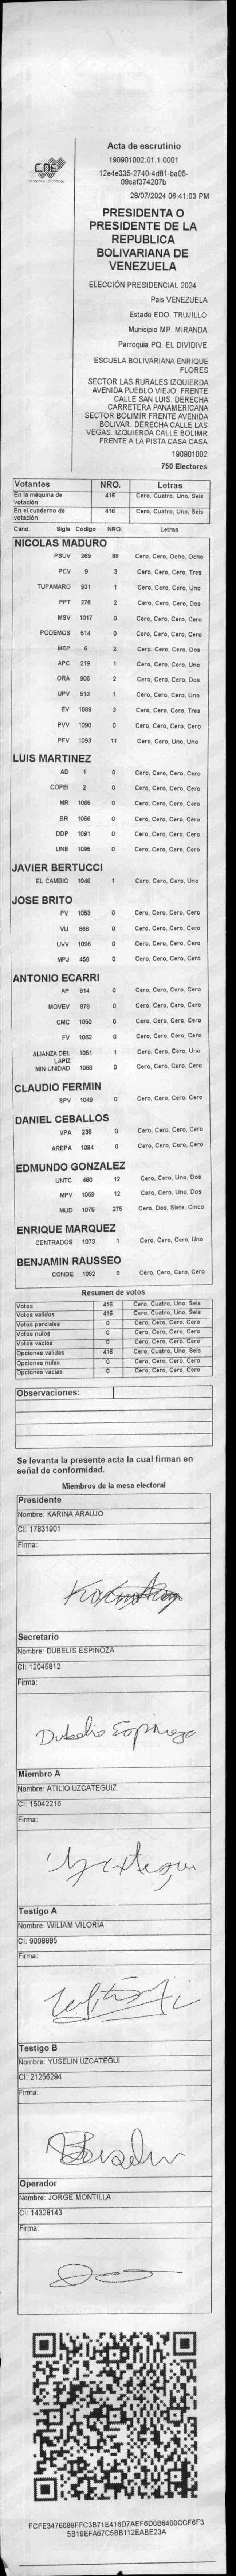 CNE
Acta de escrutinio
190901002.01.1.0001
12e4e335-2740-4d81-ba05-
09caf374207b
28/07/2024 06:41:03 PM
PRESIDENTA O
PRESIDENTE DE LA
REPUBLICA
BOLIVARIANA DE
VENEZUELA
ELECCIÓN PRESIDENCIAL 2024
País VENEZUELA
Estado EDO. TRUJILLO
Municipio MP. MIRANDA
Parroquia PQ. EL DIVIDIVE
ESCUELA BOLIVARIANA ENRIQUE
FLORES
SECTOR LAS RURALES IZQUIERDA
AVENIDA PUEBLO VIEJO. FRENTE
CALLE SAN LUIS. DERECHA
CARRETERA PANAMERICANA
SECTOR BOLIMIR FRENTE AVENIDA
BOLIVAR. DERECHA CALLE LAS
VEGAS. IZQUIERDA CALLE BOLIMIR
FRENTE A LA PISTA CASA CASA
190901002
750 Electores
Votantes NRO. Letras
En la máquina de votación 416 Cero, Cuatro, Uno, Seis
En el cuaderno de votación 416 Cero, Cuatro, Uno, Seis
Cand. Sigla Código NRO. Letras
NICOLAS MADURO
PSUV 269 88 Cero, Cero, Ocho, Ocho
PCV 9 3 Cero, Cero, Cero, Tres
TUPAMARO 931 1 Cero, Cero, Cero, Uno
PPT 276 2 Cero, Cero, Cero, Dos
MSV 1017 0 Cero, Cero, Cero, Cero
PODEMOS 514 0 Cero, Cero, Cero, Cero
MEP 6 2 Cero, Cero, Cero, Dos
APC 219 1 Cero, Cero, Cero, Uno
ORA 906 2 Cero, Cero, Cero, Dos
UPV 513 1 Cero, Cero, Cero, Uno
EV 1089 3 Cero, Cero, Cero, Tres
PVV 1090 0 Cero, Cero, Cero, Cero
PFV 1093 11 Cero, Cero, Uno, Uno
LUIS MARTINEZ
AD 1 0 Cero, Cero, Cero, Cero
COPEI 2 0 Cero, Cero, Cero, Cero
MR 1065 0 Cero, Cero, Cero, Cero
BR 1066 0 Cero, Cero, Cero, Cero
DDP 1091 0 Cero, Cero, Cero, Cero
UNE 1095 0 Cero, Cero, Cero, Cero
JAVIER BERTUCCI
EL CAMBIO 1048 1 Cero, Cero, Cero, Uno
JOSE BRITO
PV 1053 0 Cero, Cero, Cero, Cero
VU 868 0 Cero, Cero, Cero, Cero
UVV 1096 0 Cero, Cero, Cero, Cero
MPJ 458 0 Cero, Cero, Cero, Cero
ANTONIO ECARRI
AP 814 0 Cero, Cero, Cero, Cero
MOVEV 878 0 Cero, Cero, Cero, Cero
CMC 1050 0 Cero, Cero, Cero, Cero
FV 1062 0 Cero, Cero, Cero, Cero
ALIANZA DEL LAPIZ 1051 1 Cero, Cero, Cero, Uno
MIN UNIDAD 1068 0 Cero, Cero, Cero, Cero
CLAUDIO FERMIN
SPV 1049 0 Cero, Cero, Cero, Cero
DANIEL CEBALLOS
VPA 236 0 Cero, Cero, Cero, Cero
AREPA 1094 0 Cero, Cero, Cero, Cero
EDMUNDO GONZALEZ
UNTC 460 12 Cero, Cero, Uno, Dos
MPV 1069 12 Cero, Cero, Uno, Dos
MUD 1075 275 Cero, Dos, Siete, Cinco
ENRIQUE MARQUEZ
CENTRADOS 1073 1 Cero, Cero, Cero, Uno
BENJAMIN RAUSSEO
CONDE 1092 0 Cero, Cero, Cero, Cero
Resumen de votos
Votos 416 Cero, Cuatro, Uno, Seis
Votos validos 416 Cero, Cuatro, Uno, Seis
Votos parciales 0 Cero, Cero, Cero, Cero
Votos nulos 0 Cero, Cero, Cero, Cero
Votos vacios 0 Cero, Cero, Cero, Cero
Opciones validas 416 Cero, Cuatro, Uno, Seis
Opciones nulas 0 Cero, Cero, Cero, Cero
Opciones vacias 0 Cero, Cero, Cero, Cero
Observaciones:
Se levanta la presente acta la cual firman en
señal de conformidad.
Miembros de la mesa electoral
Presidente
Nombre: KARINA ARAUJO
CI: 17831901
Firma:
Secretario
Nombre: DUBELIS ESPINOZA
CI: 12045812
Firma:
Dubelis Espinoza
Miembro A
Nombre: ATILIO UZCATEGUIZ
CI: 15042216
Firma:
Testigo A
Nombre: WILIAM VILORIA
CI: 9008885
Firma:
Testigo B
Nombre: YUSELIN UZCATEGUI
CI: 21256294
Firma:
Operador
Nombre: JORGE MONTILLA
CI: 14328143
Firma:
FCFE3476089FFC3B71E416D7AEF6D0B6400CCF6F3
5B19EFA67C5BB112EABE23A